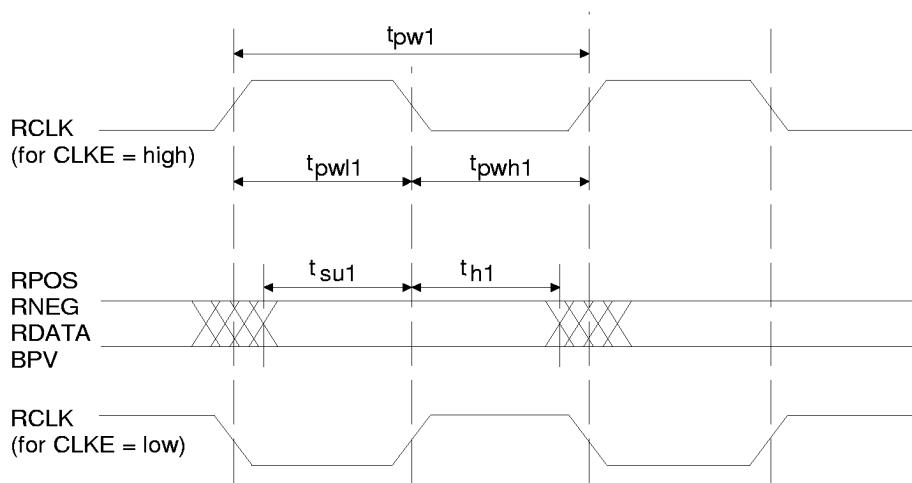 tpw1
RCLK
(for CLKE = high)
tpwl1
tpwh1
tsu1
th1
RPOS
RNEG
RDATA
BPV
RCLK
(for CLKE = low)